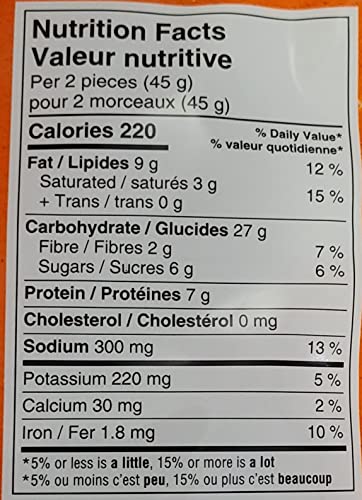 Nutrition Facts
Valeur nutritive
Per 2 pieces (45 g)
pour 2 morceaux (45 g)
Calories 220
% Daily Value*
% valeur quotidienne*
Fat / Lipides 9 g 12 %
Saturated / saturés 3 g
+ Trans / trans 0 g 15 %
Carbohydrate / Glucides 27 g
Fibre / Fibres 2 g 7 %
Sugars / Sucres 6 g 6 %
Protein / Protéines 7 g
Cholesterol / Cholestérol 0 mg
Sodium 300 mg 13 %
Potassium 220 mg 5 %
Calcium 30 mg 2 %
Iron / Fer 1.8 mg 10 %
*5% or less is a little, 15% or more is a lot
*5% ou moins c'est peu, 15% ou plus c'est beaucoup